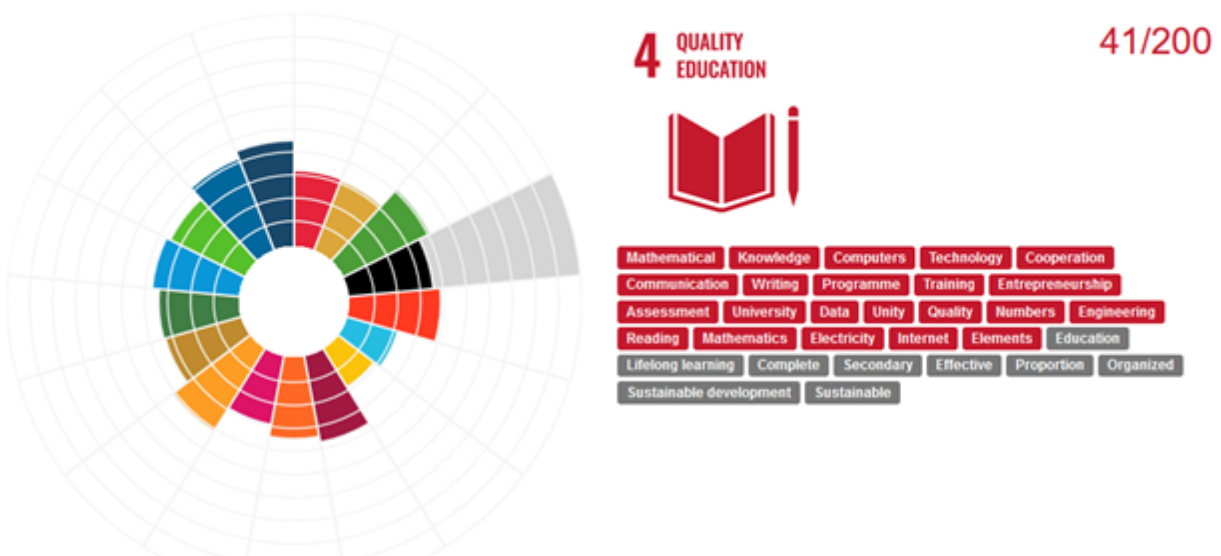 4 QUALITY
EDUCATION
41/200
Mathematical Knowledge Computers Technology Cooperation
Communication Writing Programme Training Entrepreneurship
Assessment University Data Unity Quality Numbers Engineering
Reading Mathematics Electricity Internet Elements Education
Lifelong learning Complete Secondary Effective Proportion Organized
Sustainable development Sustainable